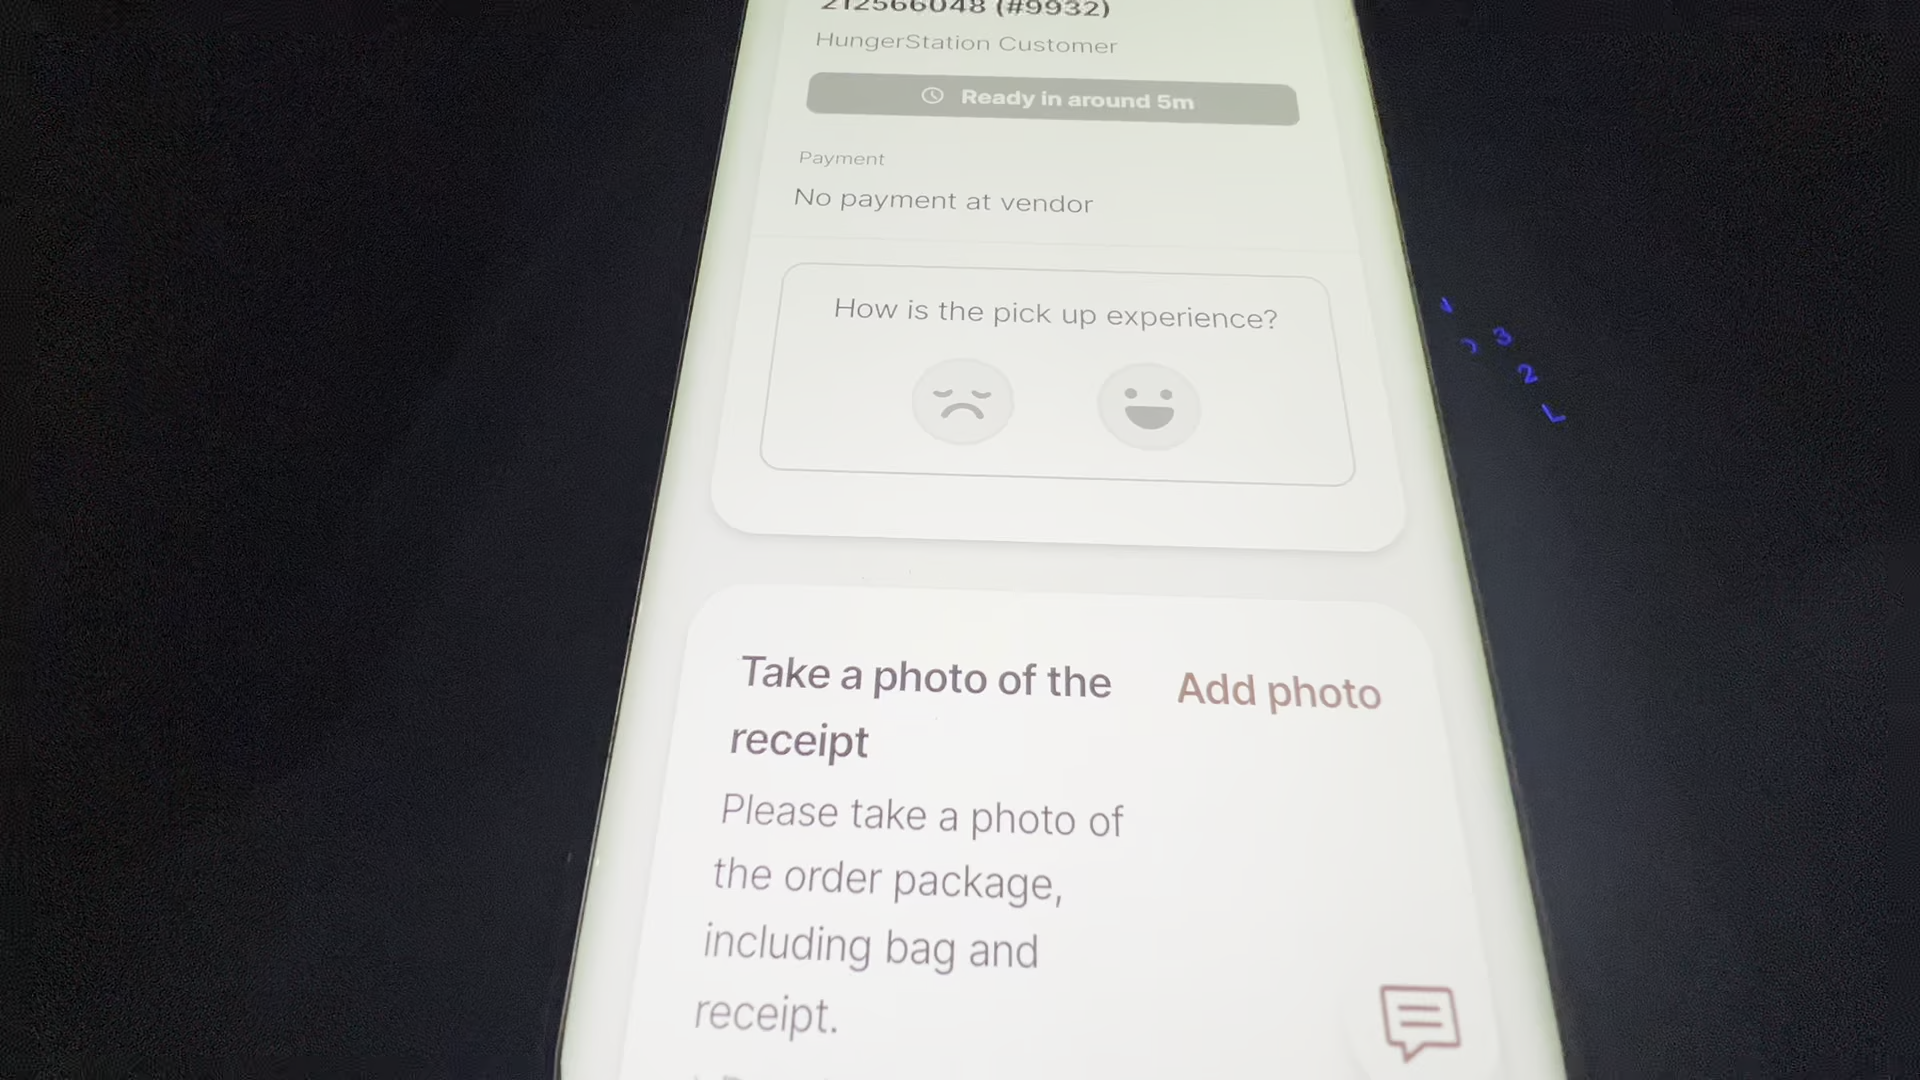 212566048 (#9932)
HungerStation Customer
Ready in around 5m
Payment
No payment at vendor
How is the pick up experience?
Take a photo of the
receipt
Add photo
Please take a photo of
the order package,
including bag and
receipt.